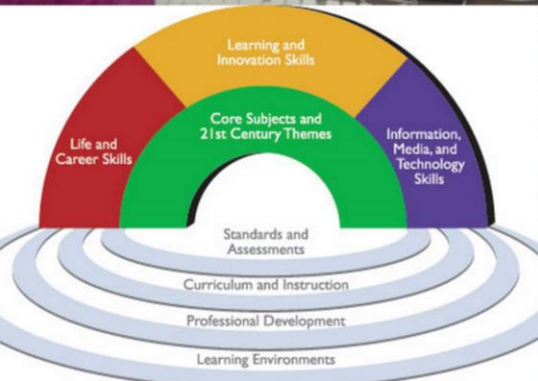 Learning and
Innovation Skills
Core Subjects and
21st Century Themes
Life and
Career Skills
Information,
Media, and
Technology
Skills
Standards and
Assessments
Curriculum and Instruction
Professional Development
Learning Environments